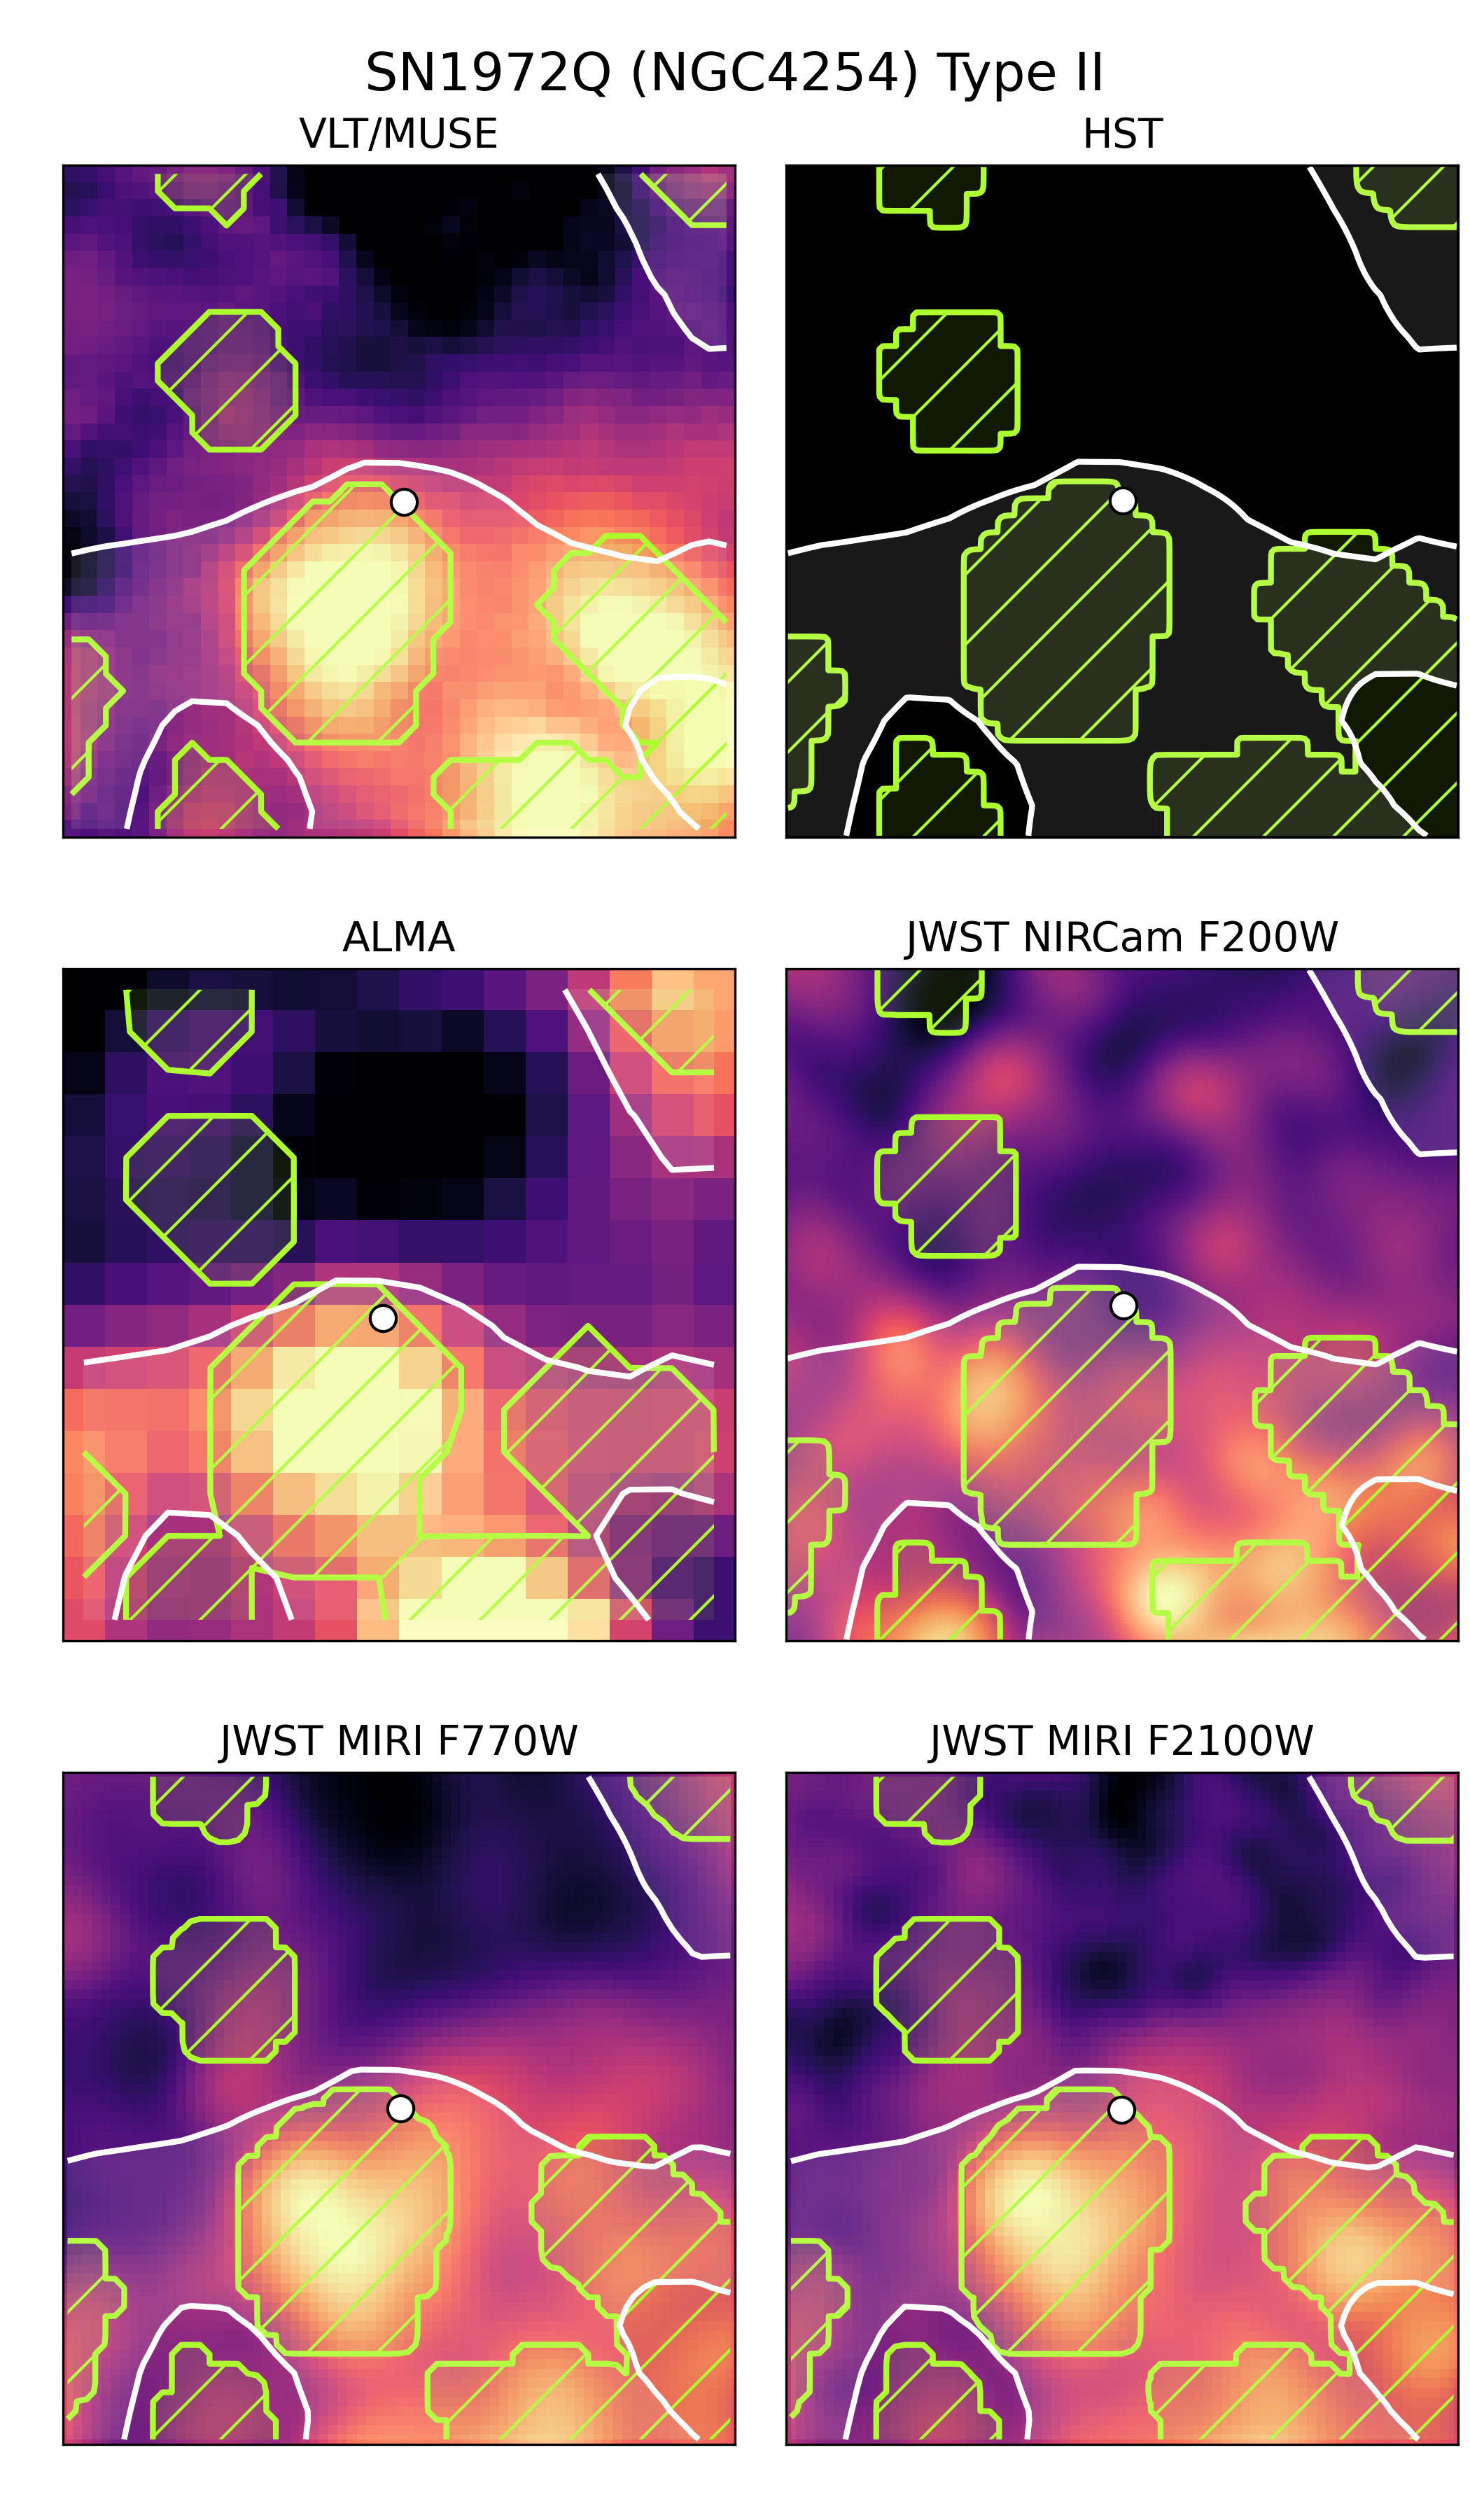 SN1972Q (NGC4254) Type II
VLT/MUSE
HST
ALMA
JWST NIRCam F200W
JWST MIRI F770W
JWST MIRI F2100W